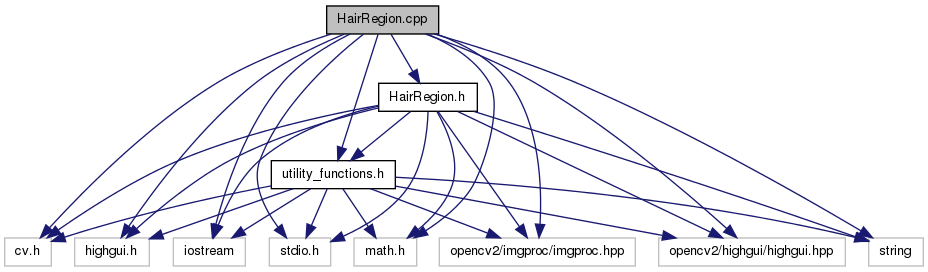 HairRegion.cpp
HairRegion.h
utility_functions.h
cv.h
highgui.h
iostream
stdio.h
math.h
opencv2/imgproc/imgproc.hpp
opencv2/highgui/highgui.hpp
string